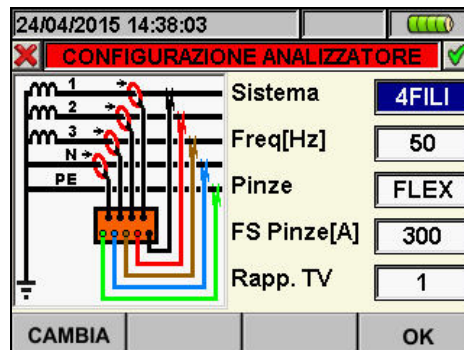 24/04/2015 14:38:03
CONFIGURAZIONE ANALIZZATORE
1
2
3
N
PE
Sistema 4FILI
Freq[Hz] 50
Pinze FLEX
FS Pinze[A] 300
Rapp. TV 1
CAMBIA OK